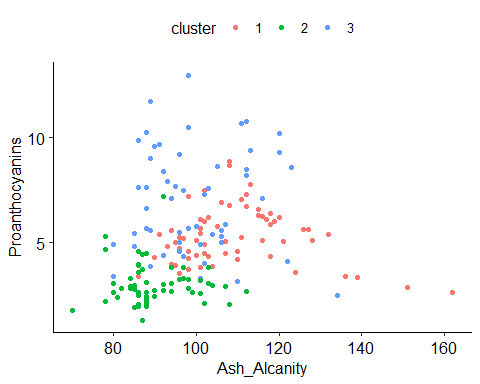 cluster 1 2 3
Proanthocyanins
10
5
80 100 120 140 160
Ash_Alcanity